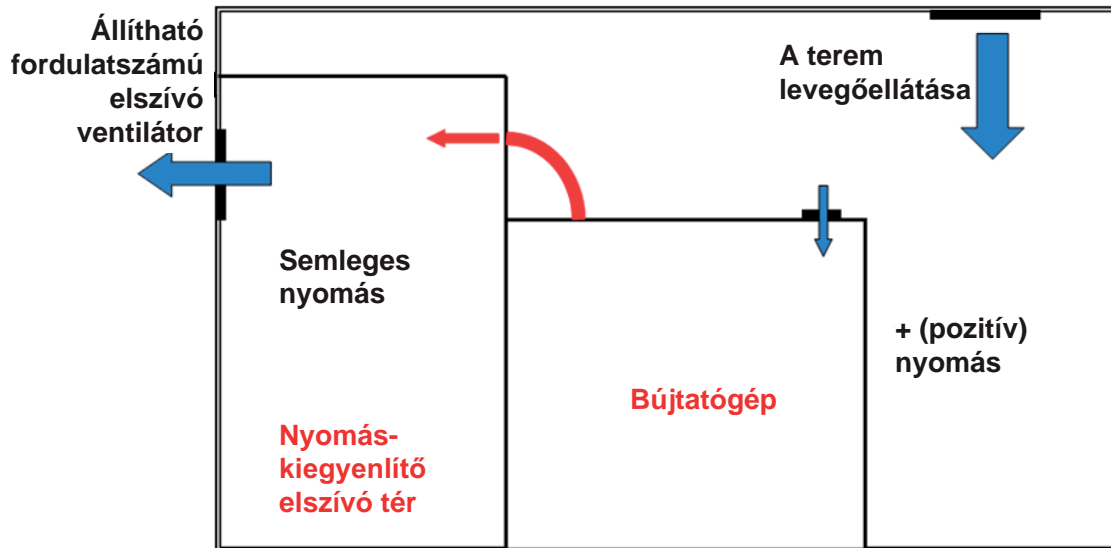 Állítható
fordulatszámú
elszívó
ventilátor
A terem
levegőellátása
Semleges
nyomás
+ (pozitív)
nyomás
Bújtatógép
Nyomás-
kiegyenlítő
elszívó tér